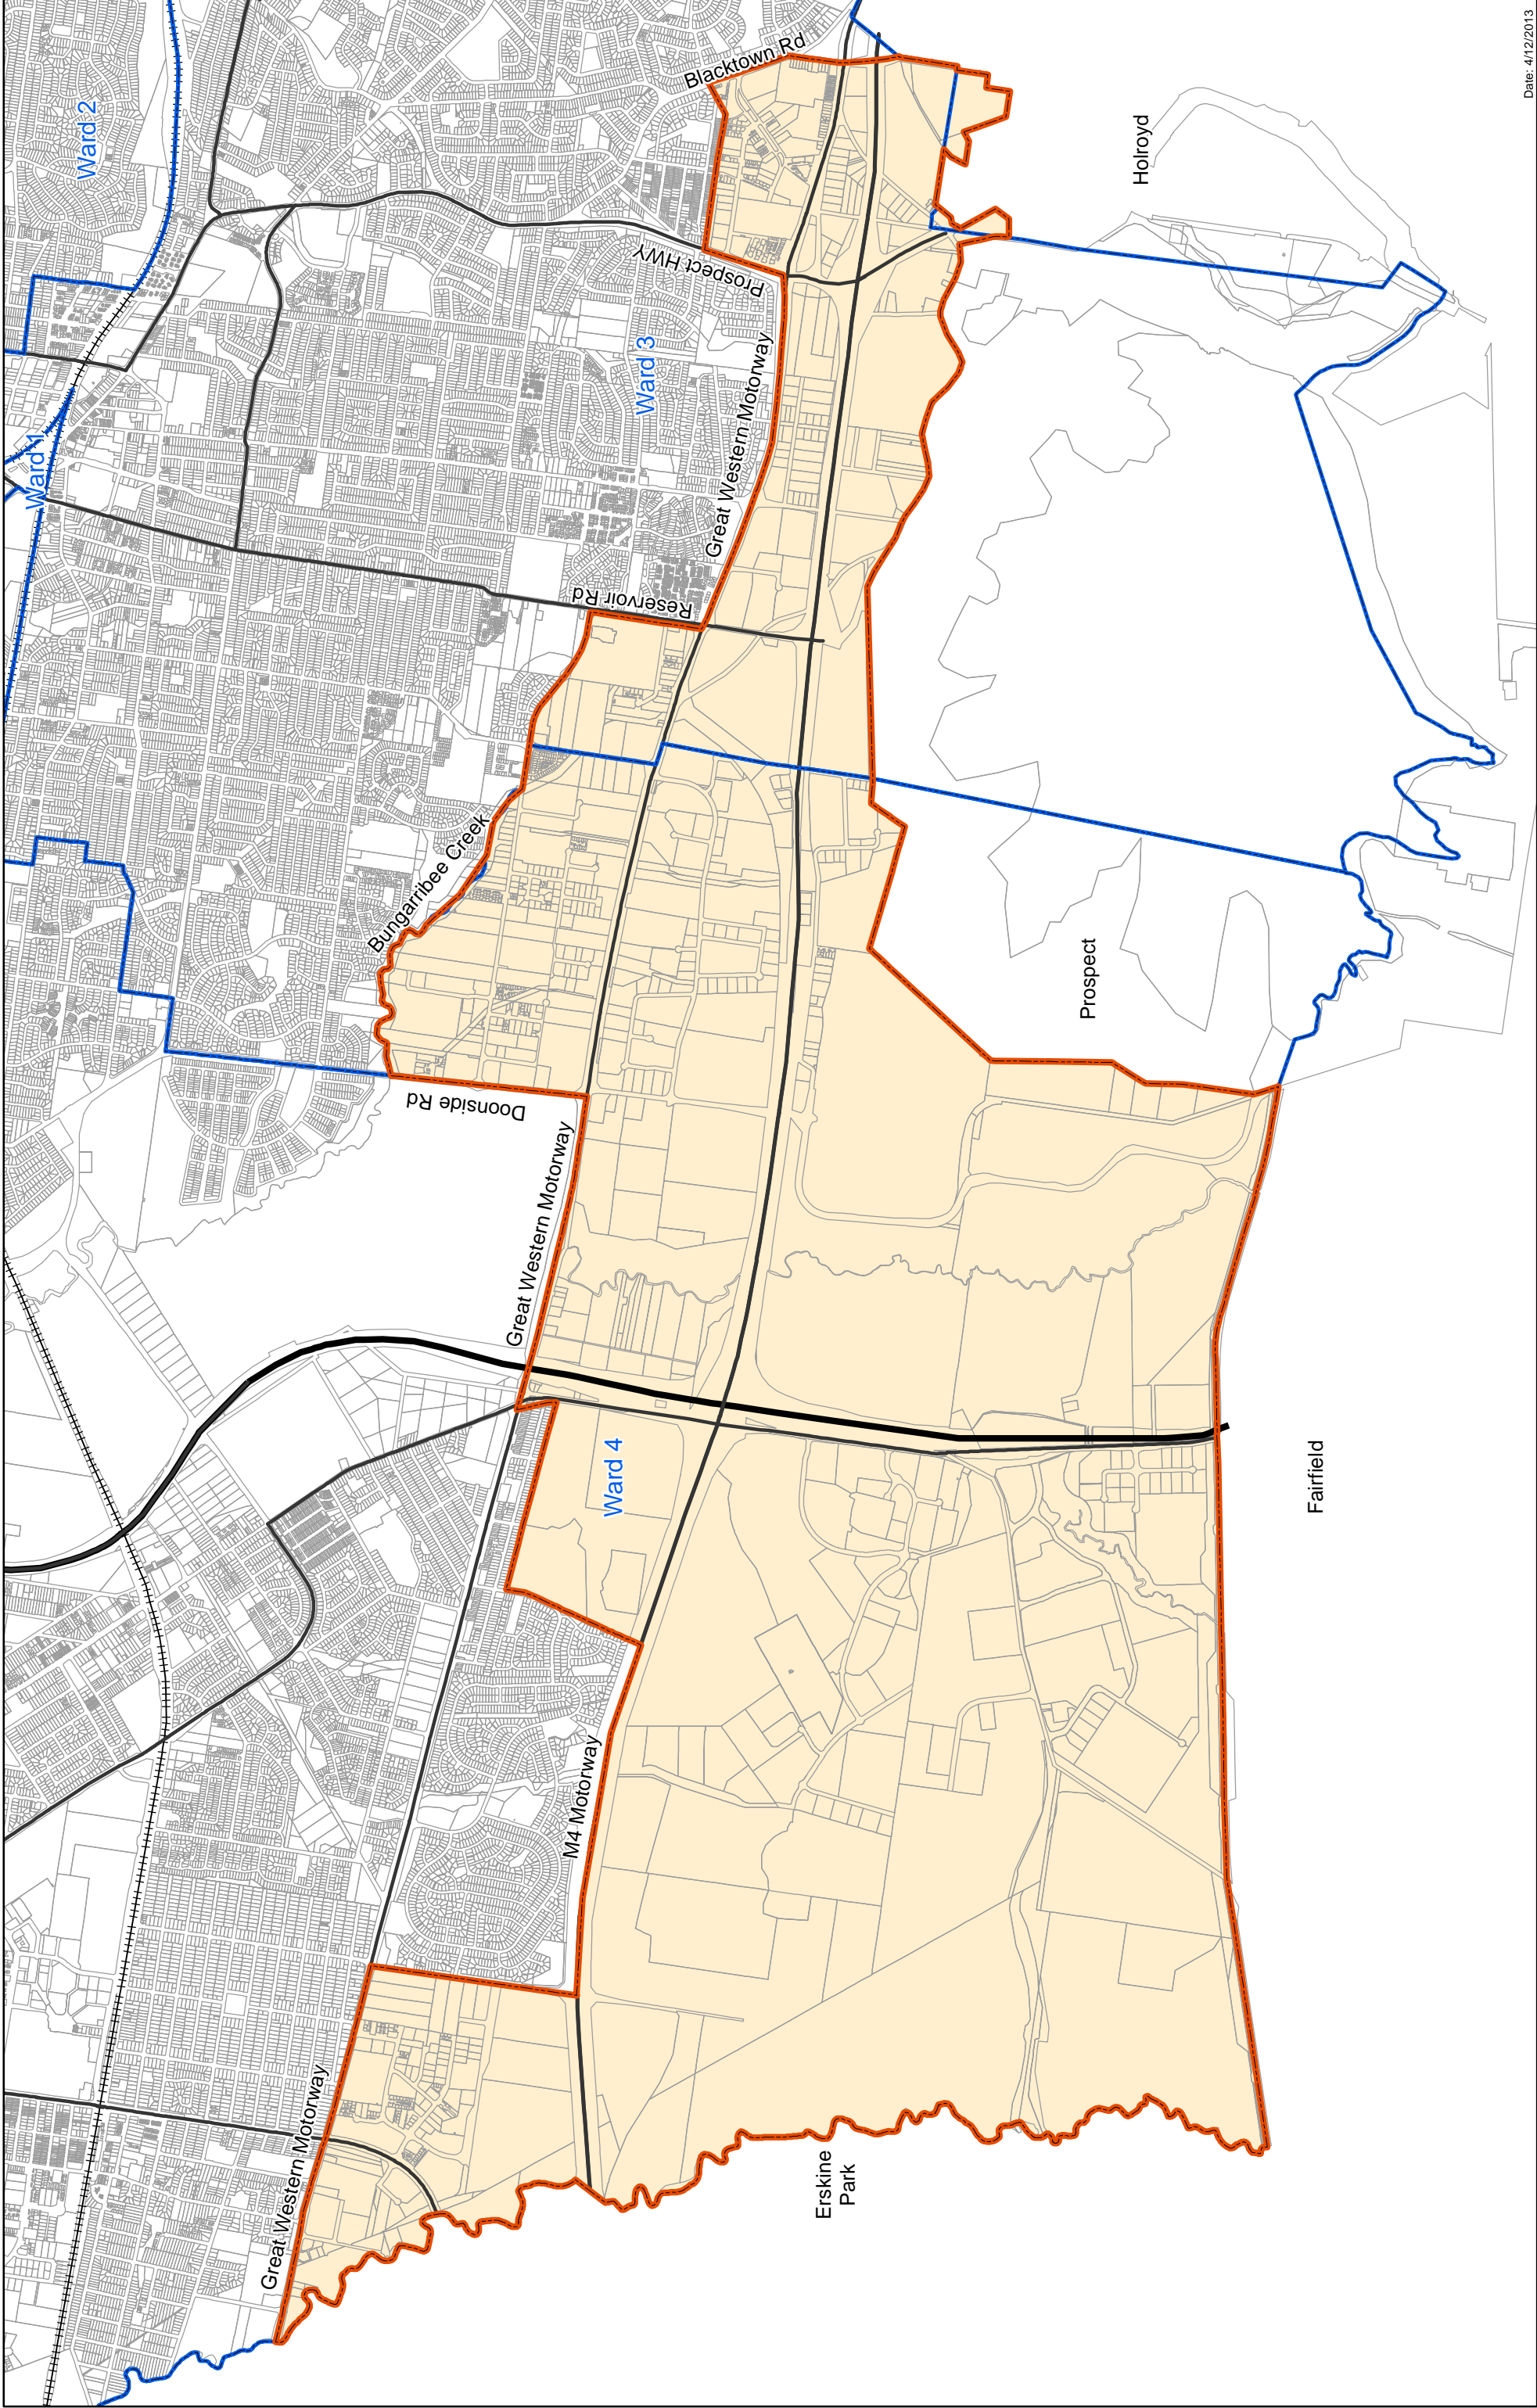 Ward 2
Ward 1
Ward 3
Blacktown Rd
Prospect HWY
Great Western Motorway
Reservoir Rd
Bungarribee Creek
Doonside Rd
Great Western Motorway
Ward 4
M4 Motorway
Great Western Motorway
Holroyd
Prospect
Fairfield
Erskine
Park
Date: 4/12/2013